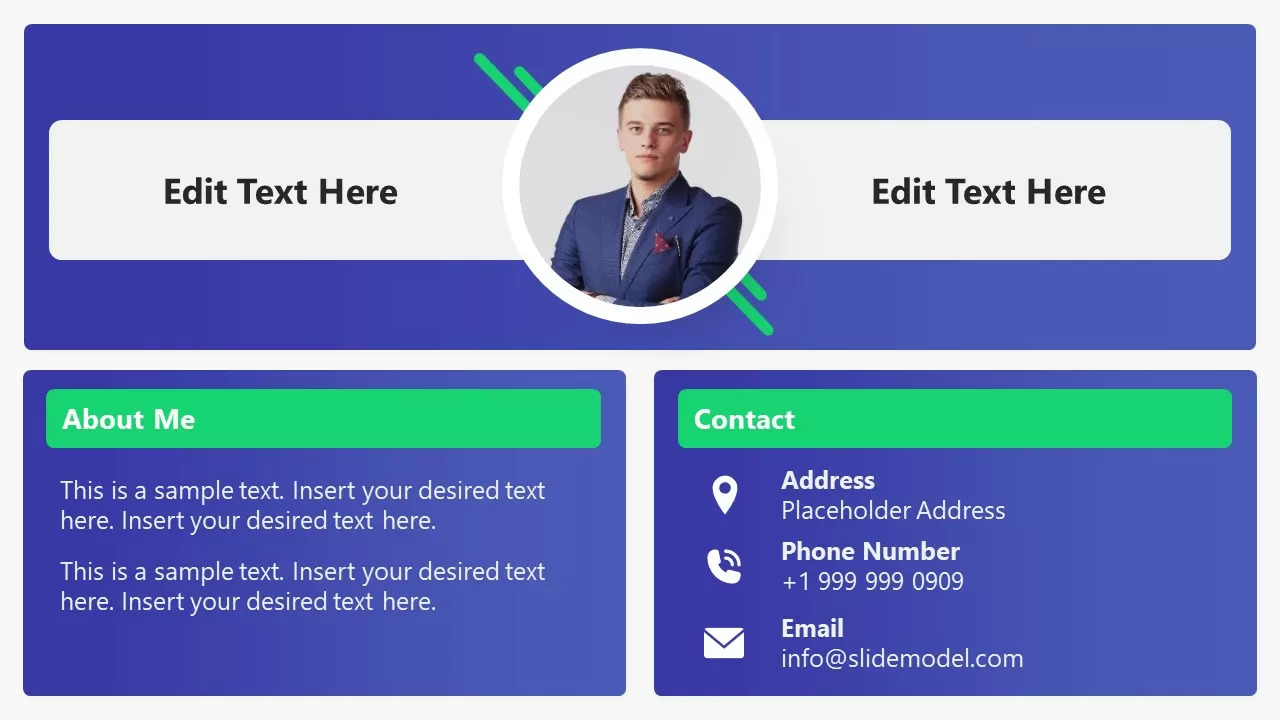 Edit Text Here
Edit Text Here
About Me
This is a sample text. Insert your desired text
here. Insert your desired text here.
This is a sample text. Insert your desired text
here. Insert your desired text here.
Contact
Address
Placeholder Address
Phone Number
+1 999 999 0909
Email
info@slidemodel.com